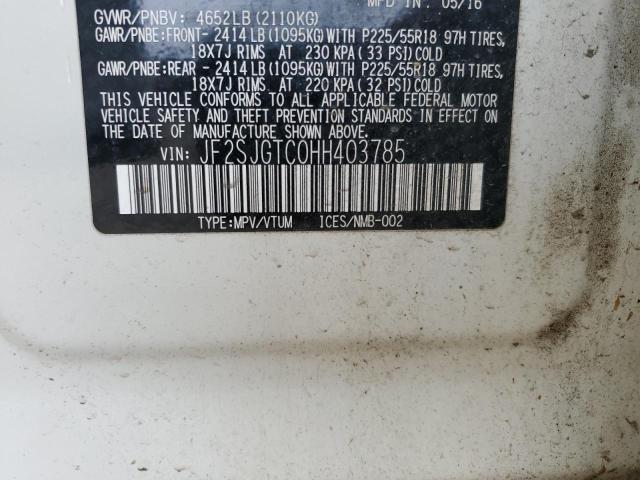 MFD IN: 05/16
GVWR/PNBV: 4652LB (2110KG)
GAWR/PNBE:FRONT- 2414 LB (1095KG) WITH P225/55R18 97H TIRES,
18X7J RIMS AT 230 KPA (33 PSI) COLD
GAWR/PNBE:REAR - 2414 LB (1095KG) WITH P225/55R18 97H TIRES,
18X7J RIMS AT 220 KPA (32 PSI) COLD
THIS VEHICLE CONFORMS TO ALL APPLICABLE FEDERAL MOTOR
VEHICLE SAFETY, BUMPER, AND THEFT PREVENTION STANDARDS
IN EFFECT ON THE DATE OF MANUFACTURE SHOWN ABOVE.
VIN: JF2SJGTC0HH403785
TYPE:MPV/VTUM ICES/NMB-002